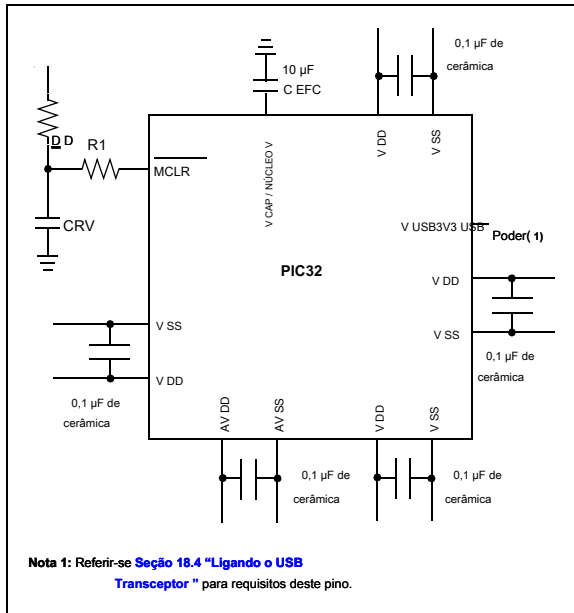 0,1 µF de
cerâmica
10 µF
C EFC
D D
R1
MCLR
CRV
V CAP / NÚCLEO V
V DD
V SS
V USB3V3 USB
Poder( 1)
PIC32
V DD
V SS
0,1 µF de
cerâmica
V SS
V DD
0,1 µF de
cerâmica
AV DD
AV SS
V DD
V SS
0,1 µF de
cerâmica
0,1 µF de
cerâmica
Nota 1: Referir-se Seção 18.4 “Ligando o USB
Transceptor ” para requisitos deste pino.